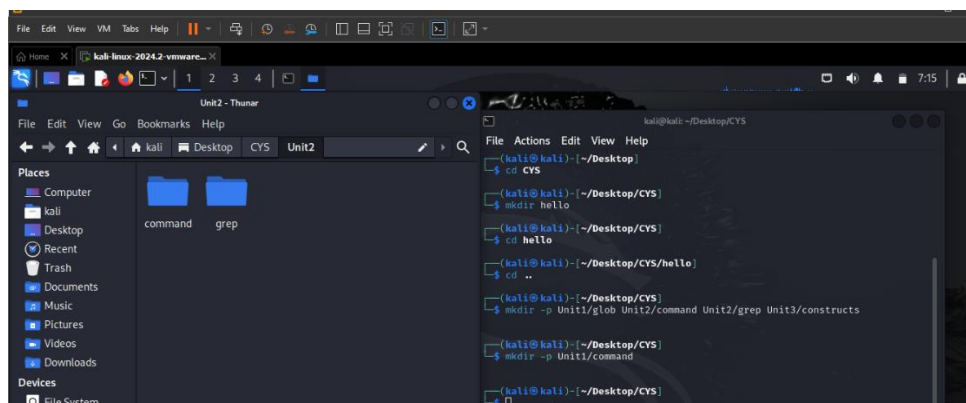 File Edit View VM Tabs Help
Home kali-linux-2024.2-vmware...
1 2 3 4 7:15
Unit2 - Thunar
File Edit View Go Bookmarks Help
kali Desktop CYS Unit2
Places
Computer
kali
Desktop
Recent
Trash
Documents
Music
Pictures
Videos
Downloads
Devices
File System
command grep
kali@kali: ~/Desktop/CYS
File Actions Edit View Help
(kali㉿kali)-[~/Desktop]
$ cd CYS
(kali㉿kali)-[~/Desktop/CYS]
$ mkdir hello
(kali㉿kali)-[~/Desktop/CYS]
$ cd hello
(kali㉿kali)-[~/Desktop/CYS/hello]
$ cd ..
(kali㉿kali)-[~/Desktop/CYS]
$ mkdir -p Unit1/glob Unit2/command Unit2/grep Unit3/constructs
(kali㉿kali)-[~/Desktop/CYS]
$ mkdir -p Unit1/command
(kali㉿kali)-[~/Desktop/CYS]
$